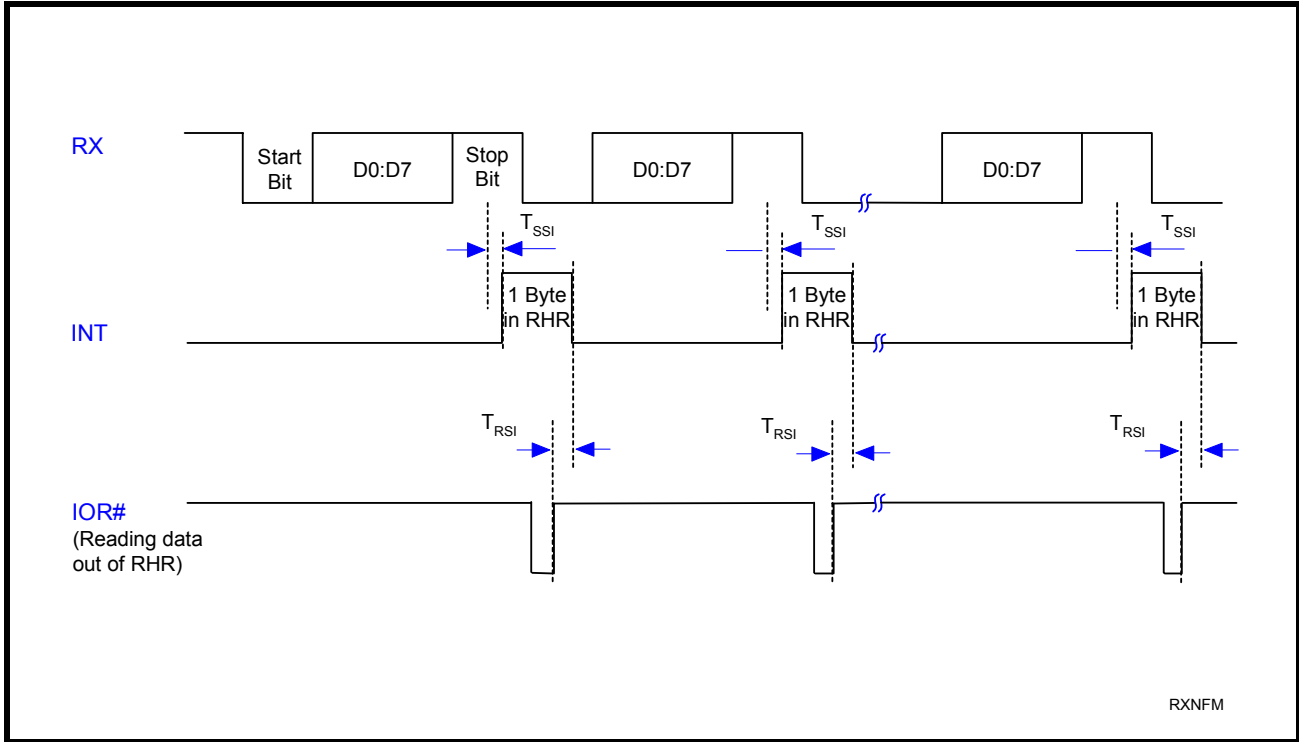 RX
Start
Bit
D0:D7
Stop
Bit
D0:D7
D0:D7
TSSI
TSSI
TSSI
INT
1 Byte
in RHR
1 Byte
in RHR
1 Byte
in RHR
TRSI
TRSI
TRSI
IOR#
(Reading data
out of RHR)
RXNFM